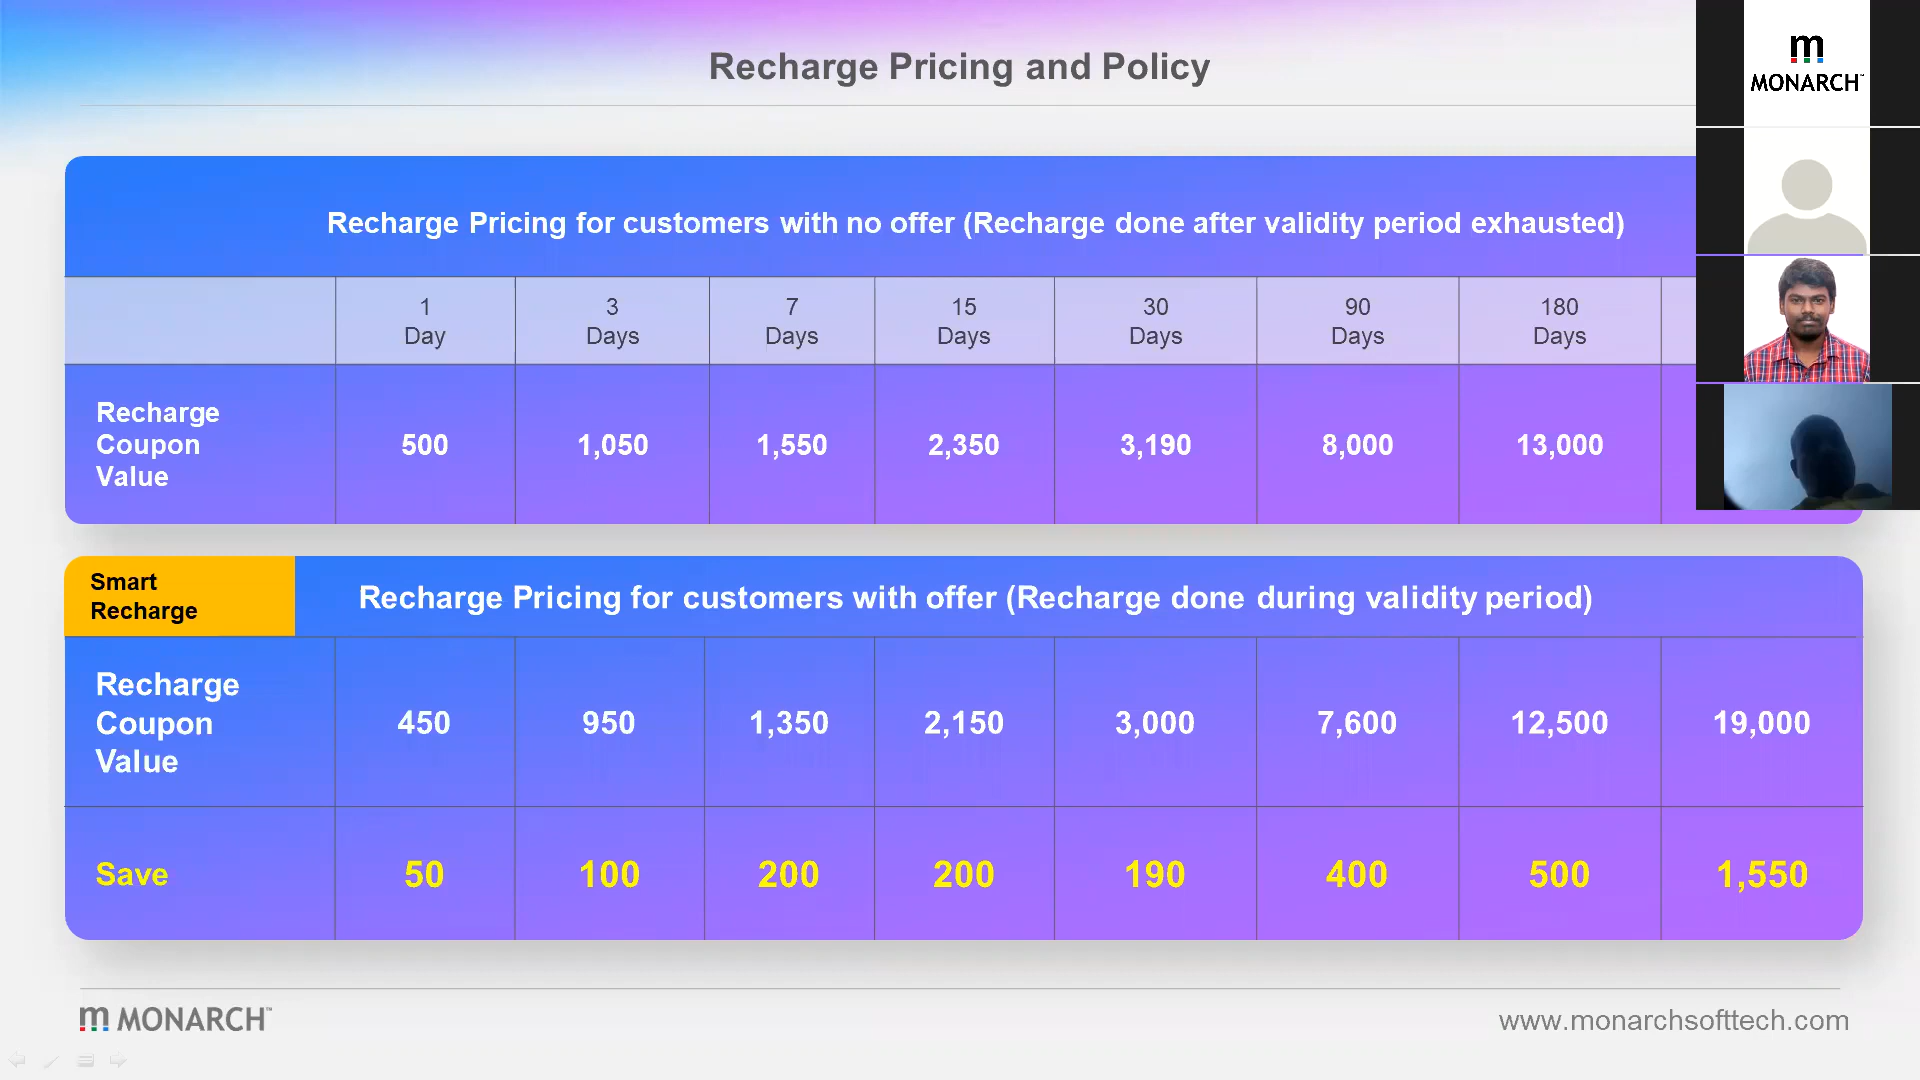 Recharge Pricing and Policy
m
MONARCH™
Recharge Pricing for customers with no offer (Recharge done after validity period exhausted)
1 3 7 15 30 90 180
Day Days Days Days Days Days Days
Recharge
Coupon
Value
500 1,050 1,550 2,350 3,190 8,000 13,000
Smart
Recharge
Recharge Pricing for customers with offer (Recharge done during validity period)
Recharge
Coupon
Value
450 950 1,350 2,150 3,000 7,600 12,500 19,000
Save 50 100 200 200 190 400 500 1,550
m MONARCH™
www.monarchsofttech.com